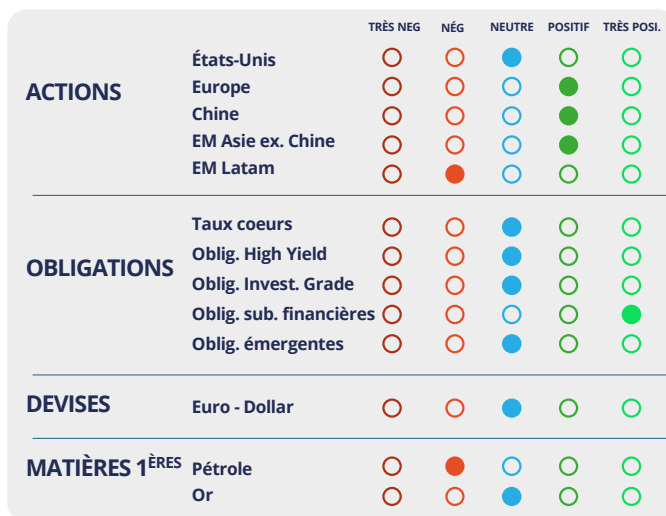 TRÈS NEG NÉG NEUTRE POSITIF TRÈS POSI.
ACTIONS
États-Unis
Europe
Chine
EM Asie ex. Chine
EM Latam
OBLIGATIONS
Taux coeurs
Oblig. High Yield
Oblig. Invest. Grade
Oblig. sub. financières
Oblig. émergentes
DEVISES
Euro - Dollar
MATIÈRES 1ÈRES
Pétrole
Or